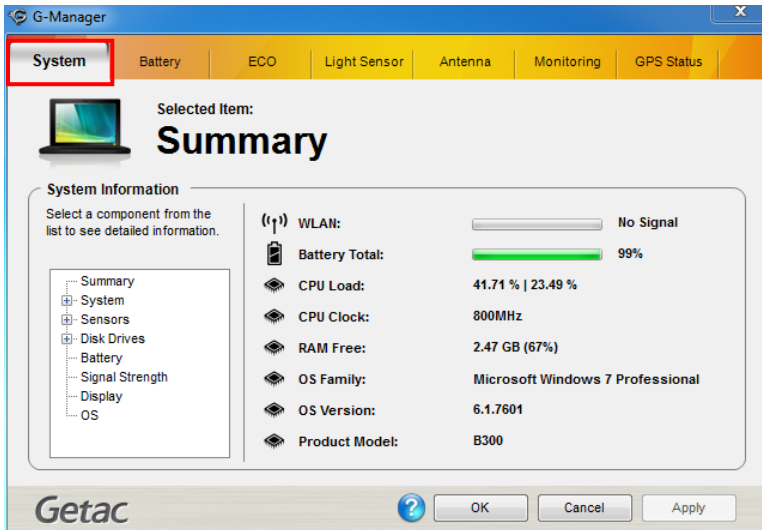 G-Manager
System Battery ECO Light Sensor Antenna Monitoring GPS Status
Selected Item:
Summary
System Information
Select a component from the
list to see detailed information.
Summary
System
Sensors
Disk Drives
Battery
Signal Strength
Display
OS
WLAN: No Signal
Battery Total: 99%
CPU Load: 41.71 % | 23.49 %
CPU Clock: 800MHz
RAM Free: 2.47 GB (67%)
OS Family: Microsoft Windows 7 Professional
OS Version: 6.1.7601
Product Model: B300
Getac ? OK Cancel Apply